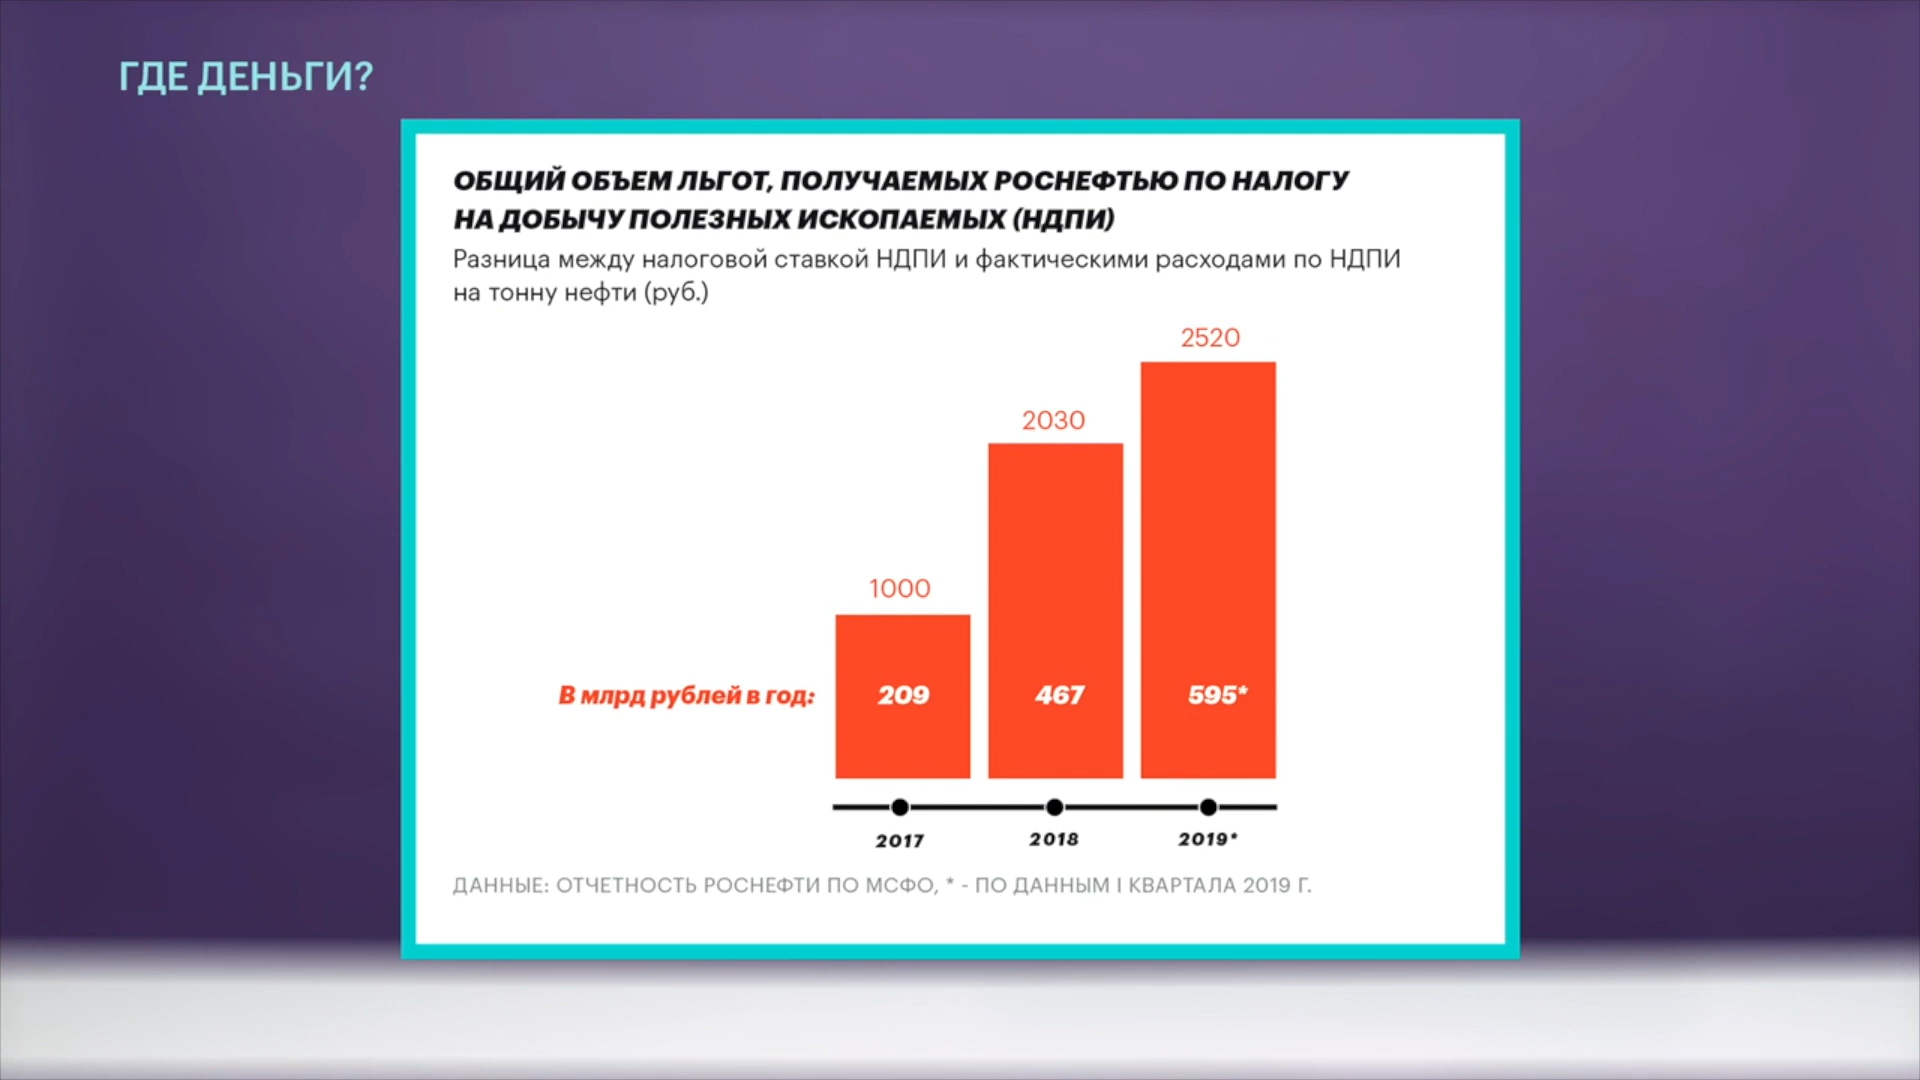 ГДЕ ДЕНЬГИ?
ОБЩИЙ ОБЪЕМ ЛЬГОТ, ПОЛУЧАЕМЫХ РОСНЕФТЬЮ ПО НАЛОГУ
НА ДОБЫЧУ ПОЛЕЗНЫХ ИСКОПАЕМЫХ (НДПИ)
Разница между налоговой ставкой НДПИ и фактическими расходами по НДПИ
на тонну нефти (руб.)
2520
2030
1000
В млрд рублей в год: 209 467 595*
2017 2018 2019*
ДАННЫЕ: ОТЧЕТНОСТЬ РОСНЕФТИ ПО МСФО, * - ПО ДАННЫМ I КВАРТАЛА 2019 Г.